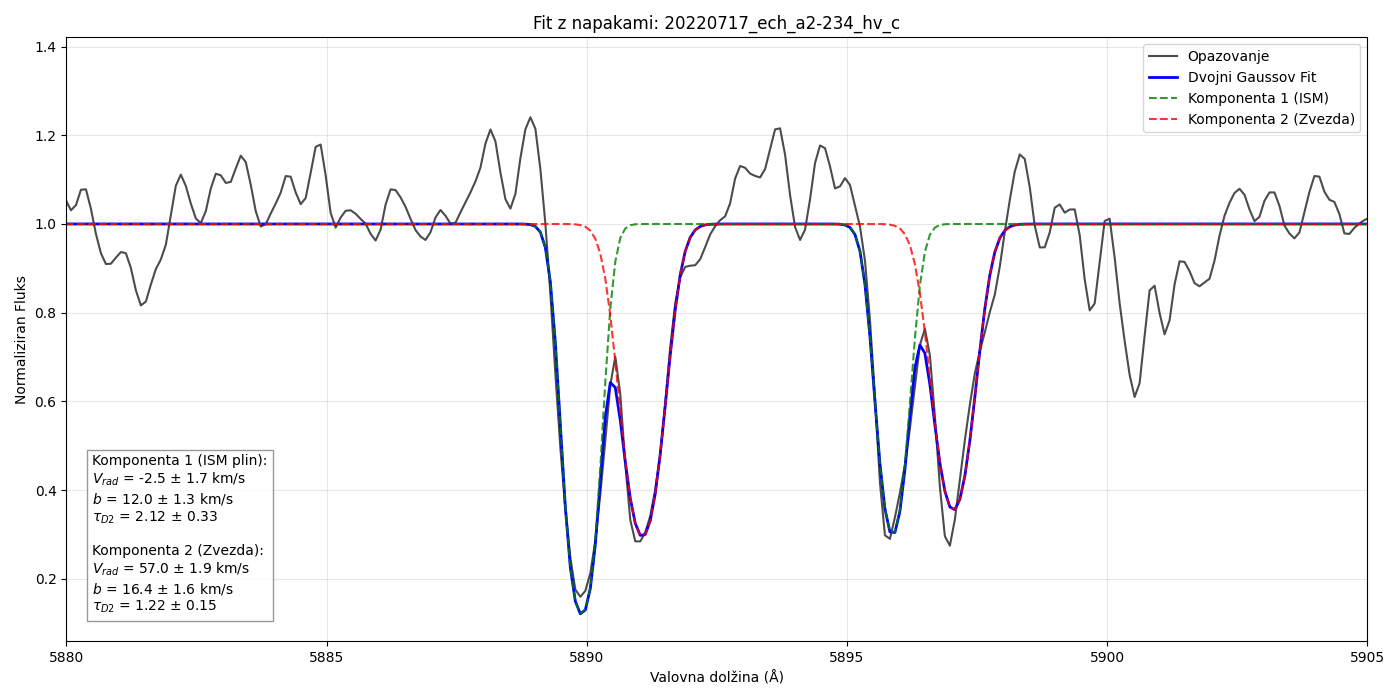 Fit z napakami: 20220717_ech_a2-234_hv_c
1.4
1.2
1.0
0.8
0.6
0.4
0.2
Normaliziran Fluks
Opazovanje
Dvojni Gaussov Fit
Komponenta 1 (ISM)
Komponenta 2 (Zvezda)
Komponenta 1 (ISM plin):
V_rad = -2.5 ± 1.7 km/s
b = 12.0 ± 1.3 km/s
τ_D2 = 2.12 ± 0.33
Komponenta 2 (Zvezda):
V_rad = 57.0 ± 1.9 km/s
b = 16.4 ± 1.6 km/s
τ_D2 = 1.22 ± 0.15
5880 5885 5890 5895 5900 5905
Valovna dolžina (Å)